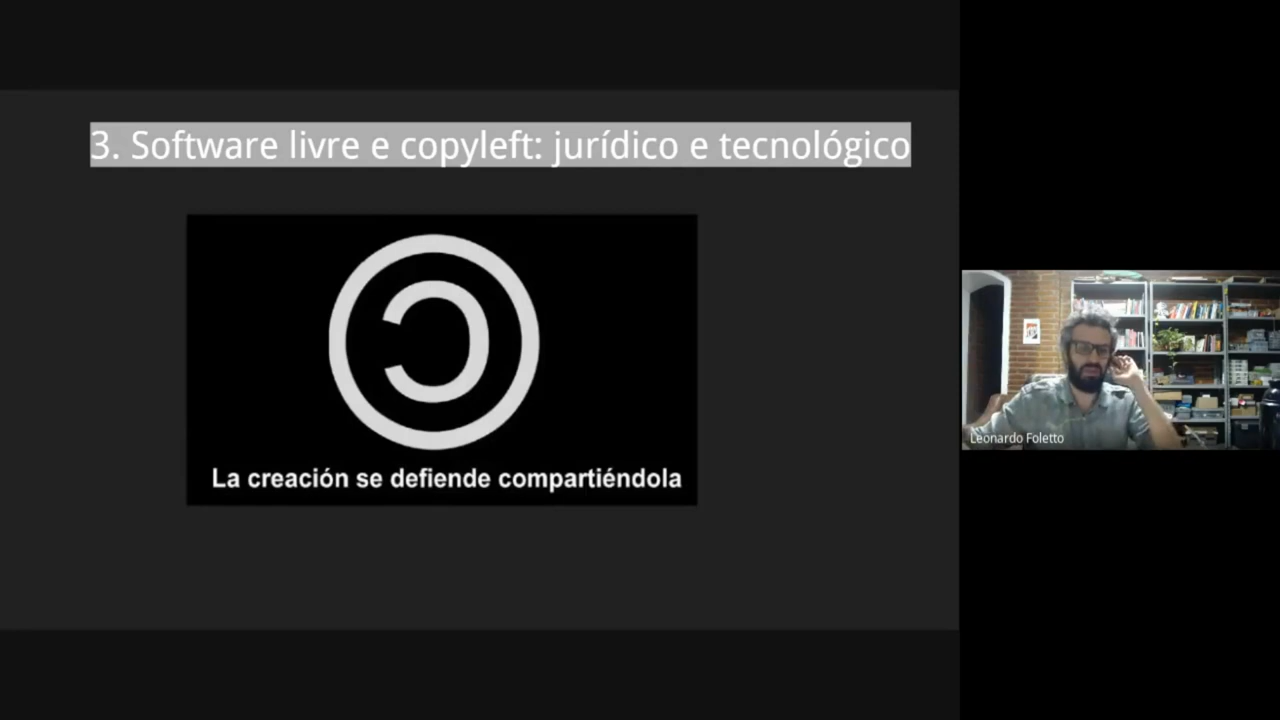 3. Software livre e copyleft: jurídico e tecnológico
La creación se defiende compartiéndola
Leonardo Foletto